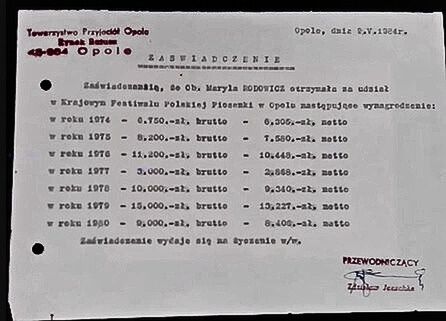 Towarzystwo Przyjaciół Opola
Rynek Ratusz
45-954 Opole
Opole, dnia 9.V.1984r.
ZAŚWIADCZENIE
Zaświadczamy, że Ob. Maryla RODOWICZ otrzymała za udział
w Krajowym Festiwalu Polskiej Piosenki w Opolu następujące wynagrodzenie:
w roku 1974 - 6.750.-zł, brutto - 6.305.-zł, netto
w roku 1975 - 8,200.-zł, brutto - 7.580.-zł, netto
w roku 1976 - 11,200.-zł, brutto - 10,448.-zł, netto
w roku 1977 - 3,000.-zł, brutto - 2,868.-zł, netto
w roku 1978 - 10,000.-zł, brutto - 9,340.-zł, netto
w roku 1979 - 15,000.-zł, brutto - 13,227.-zł, netto
w roku 1980 - 9,000.-zł, brutto - 8,408.-zł, netto
Zaświadczenie wydaje się na życzenie w/w.
PRZEWODNICZĄCY